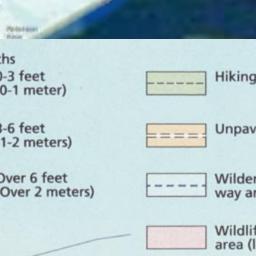 ths
0-3 feet
0-1 meter)
3-6 feet
1-2 meters)
Over 6 feet
Over 2 meters)
Hiking
Unpav
Wilder
way ar
Wildlif
area (l